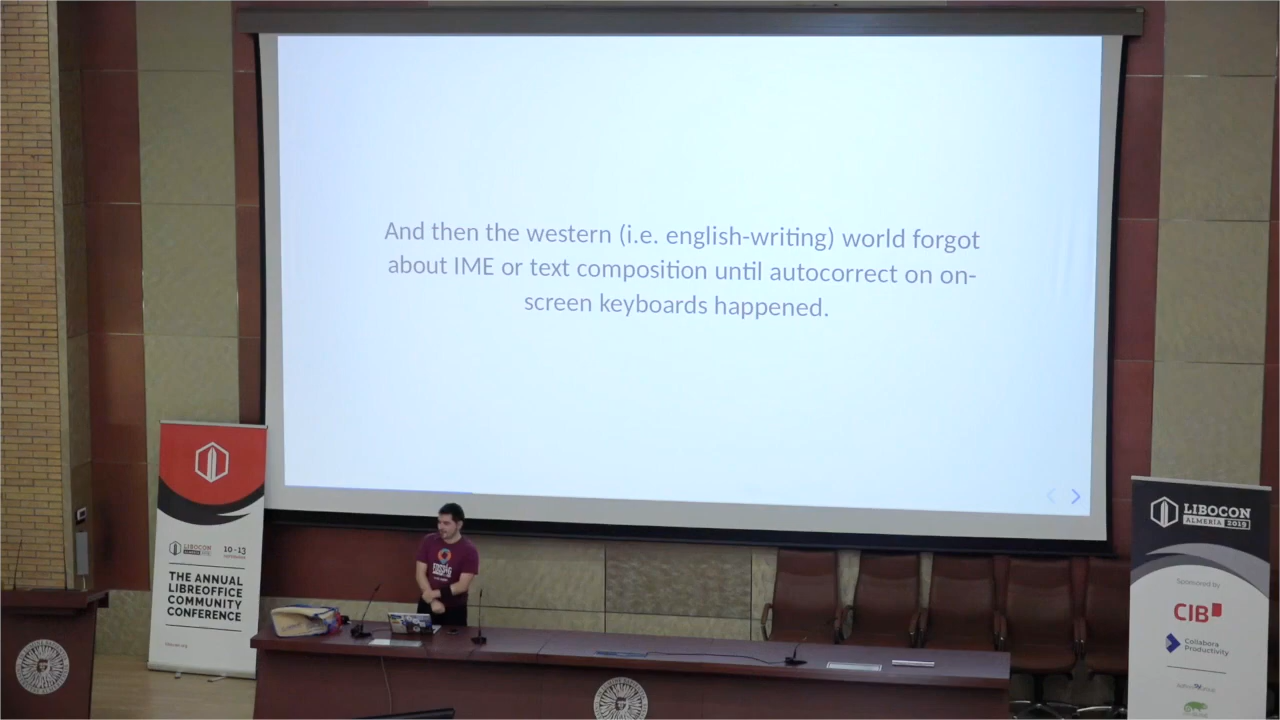 And then the western (i.e. english-writing) world forgot
about IME or text composition until autocorrect on on-
screen keyboards happened.
LIBOCON
10-13
THE ANNUAL
LIBREOFFICE
COMMUNITY
CONFERENCE
LIBOCON
ALMERÍA 2019
Sponsored by
CIB
Collabora
Productivity